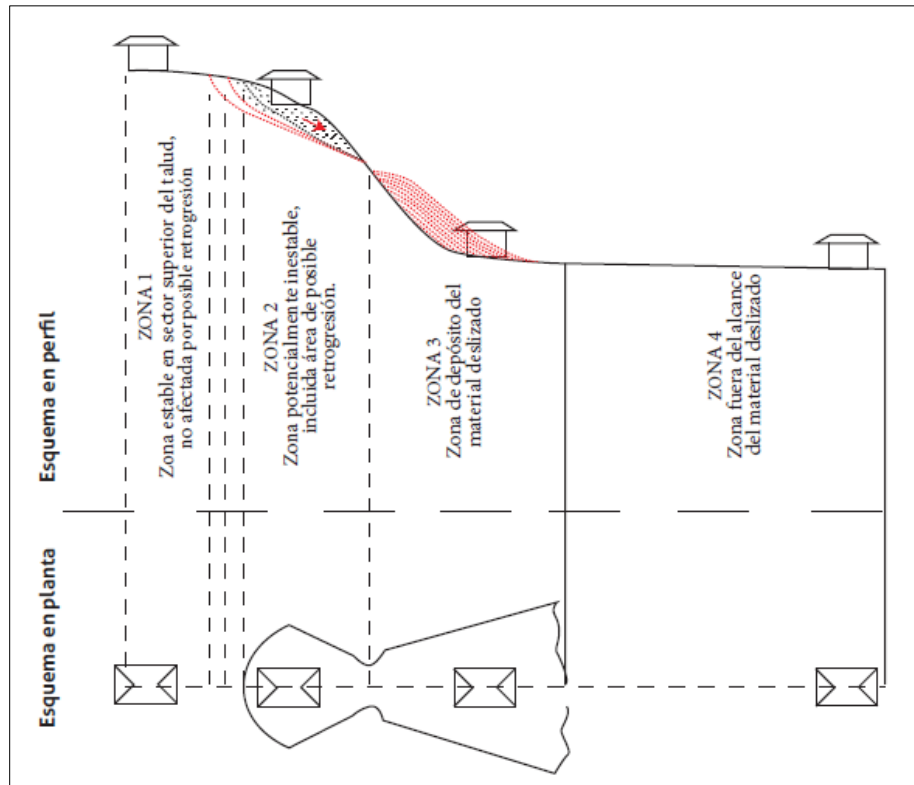 Esquema en perfil
ZONA 1
Zona estable en sector superior del talud,
no afectada por posible retrogresión
ZONA 2
Zona potencialmente inestable,
incluida área de posible
retrogresión.
ZONA 3
Zona de depósito del
material deslizado
ZONA 4
Zona fuera del alcance
del material deslizado
Esquema en planta